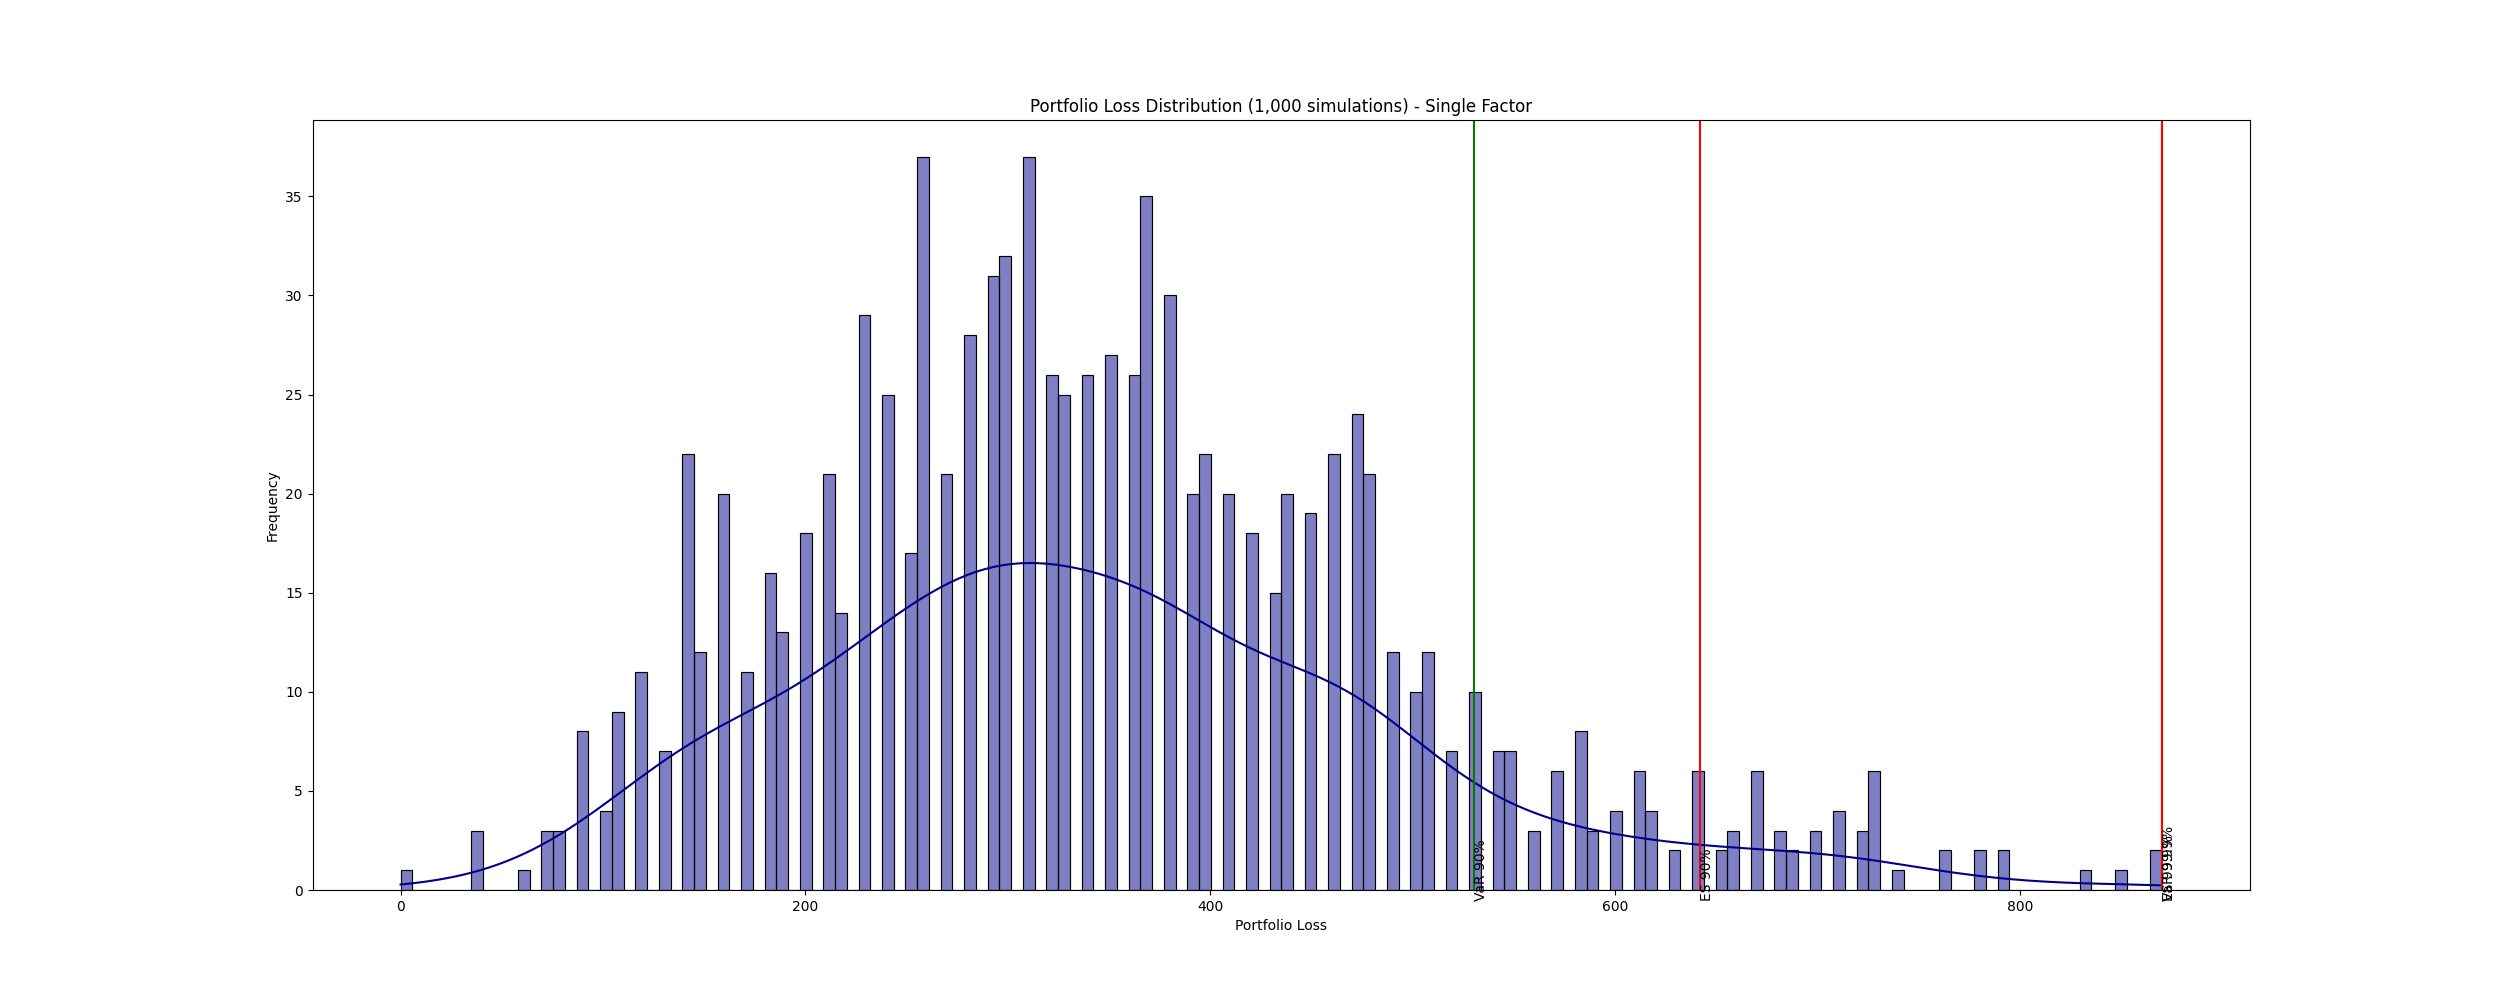 Portfolio Loss Distribution (1,000 simulations) - Single Factor
Frequency
35
30
25
20
15
10
5
0
VaR 90%
ES 90%
0
200
400
600
800
Portfolio Loss